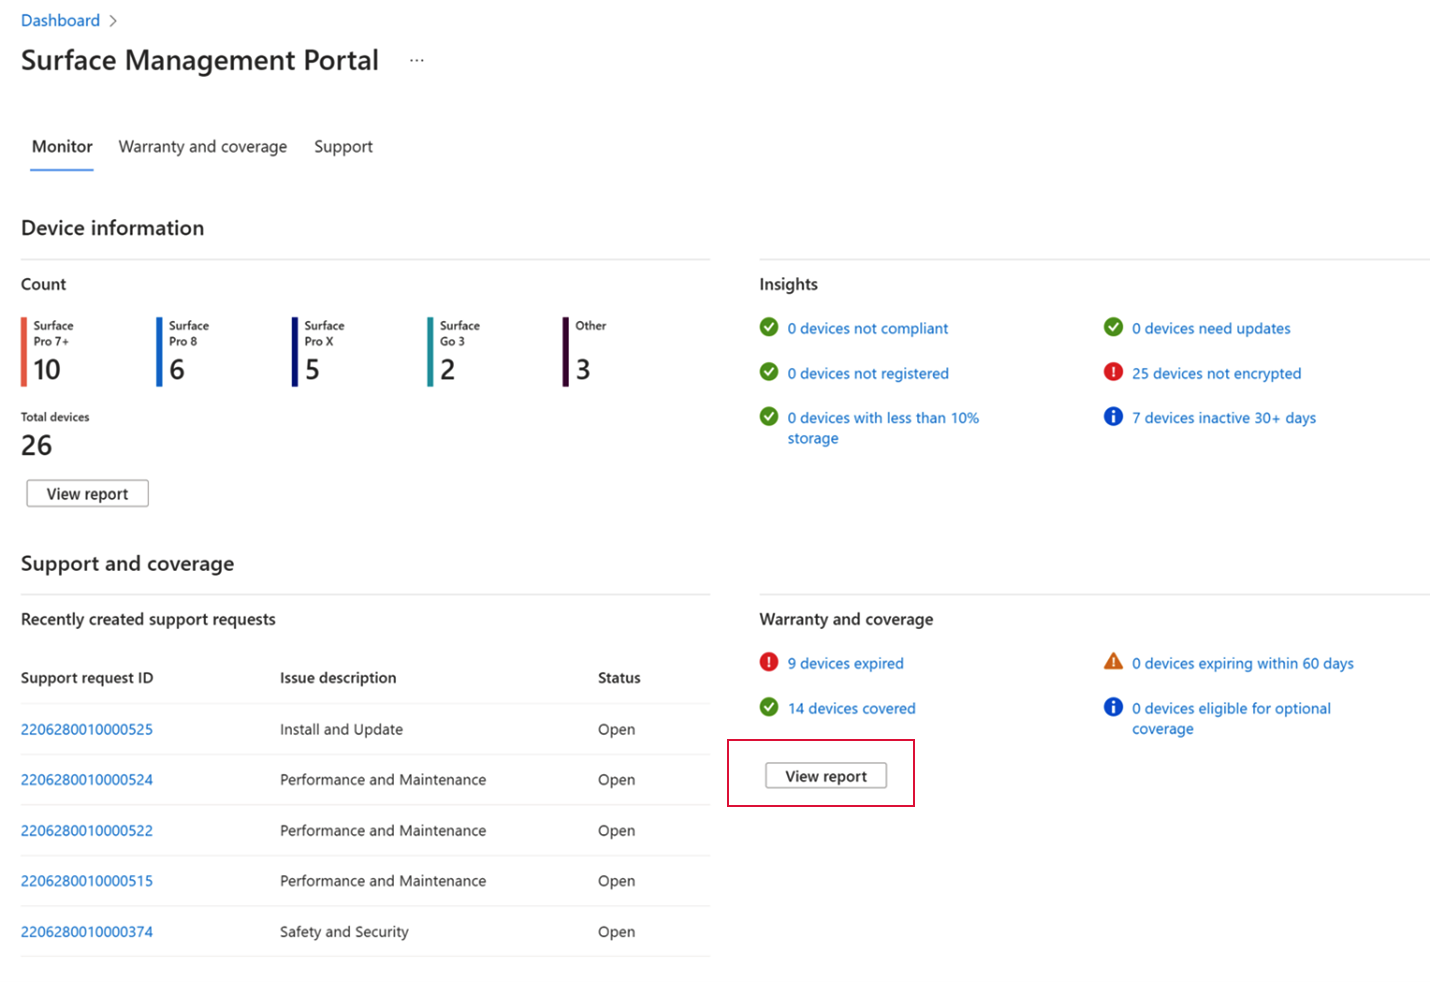 Dashboard
Surface Management Portal ...
Monitor Warranty and coverage Support
Device information
Count
Surface
Pro 7+
10
Surface
Pro 8
6
Surface
Pro X
5
Surface
Go 3
2
Other
3
Total devices
26
View report
Insights
0 devices not compliant
0 devices need updates
0 devices not registered
25 devices not encrypted
0 devices with less than 10%
storage
7 devices inactive 30+ days
Support and coverage
Recently created support requests
Support request ID Issue description Status
2206280010000525 Install and Update Open
2206280010000524 Performance and Maintenance Open
2206280010000522 Performance and Maintenance Open
2206280010000515 Performance and Maintenance Open
2206280010000374 Safety and Security Open
Warranty and coverage
9 devices expired
0 devices expiring within 60 days
14 devices covered
0 devices eligible for optional
coverage
View report